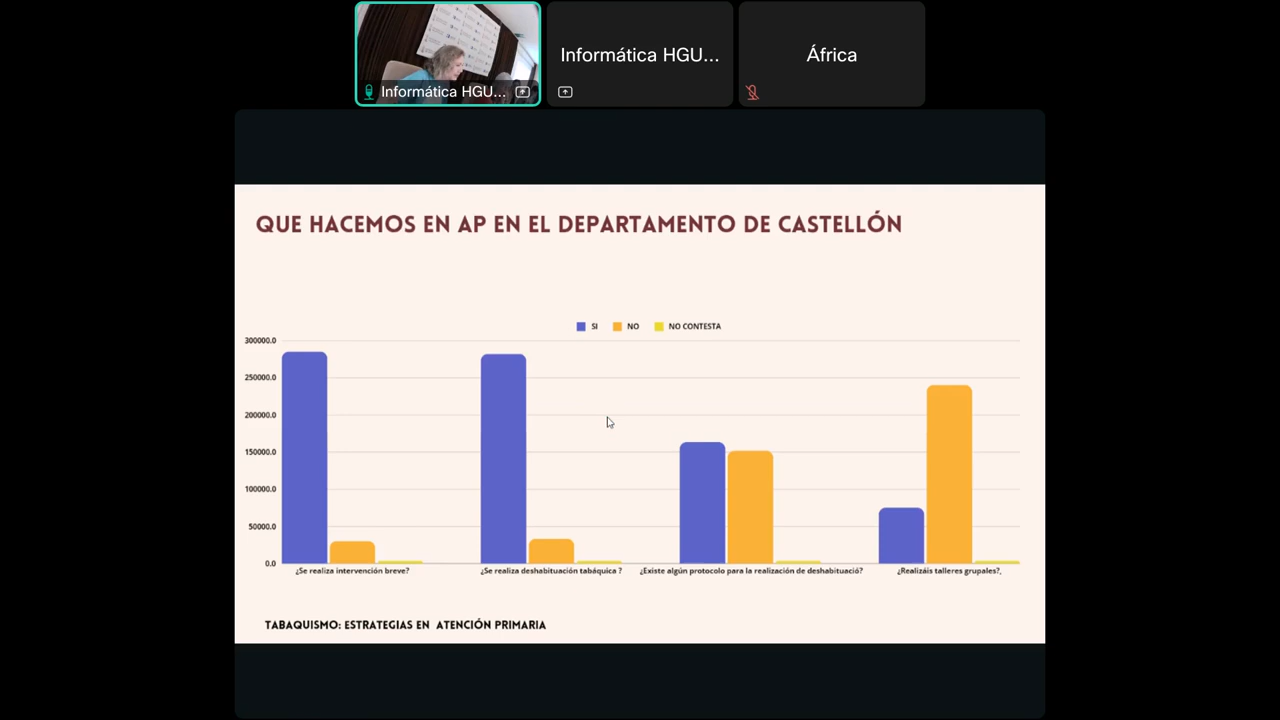 Informática HGU...
Informática HGU...
África
QUE HACEMOS EN AP EN EL DEPARTAMENTO DE CASTELLÓN
SI NO NO CONTESTA
300000.0
250000.0
200000.0
150000.0
100000.0
50000.0
0.0
¿Se realiza intervención breve? ¿Se realiza deshabitución tabáquica ? ¿Existe algún protocolo para la realización de deshabituació? ¿Realizáis talleres grupales?,
TABAQUISMO: ESTRATEGIAS EN ATENCIÓN PRIMARIA